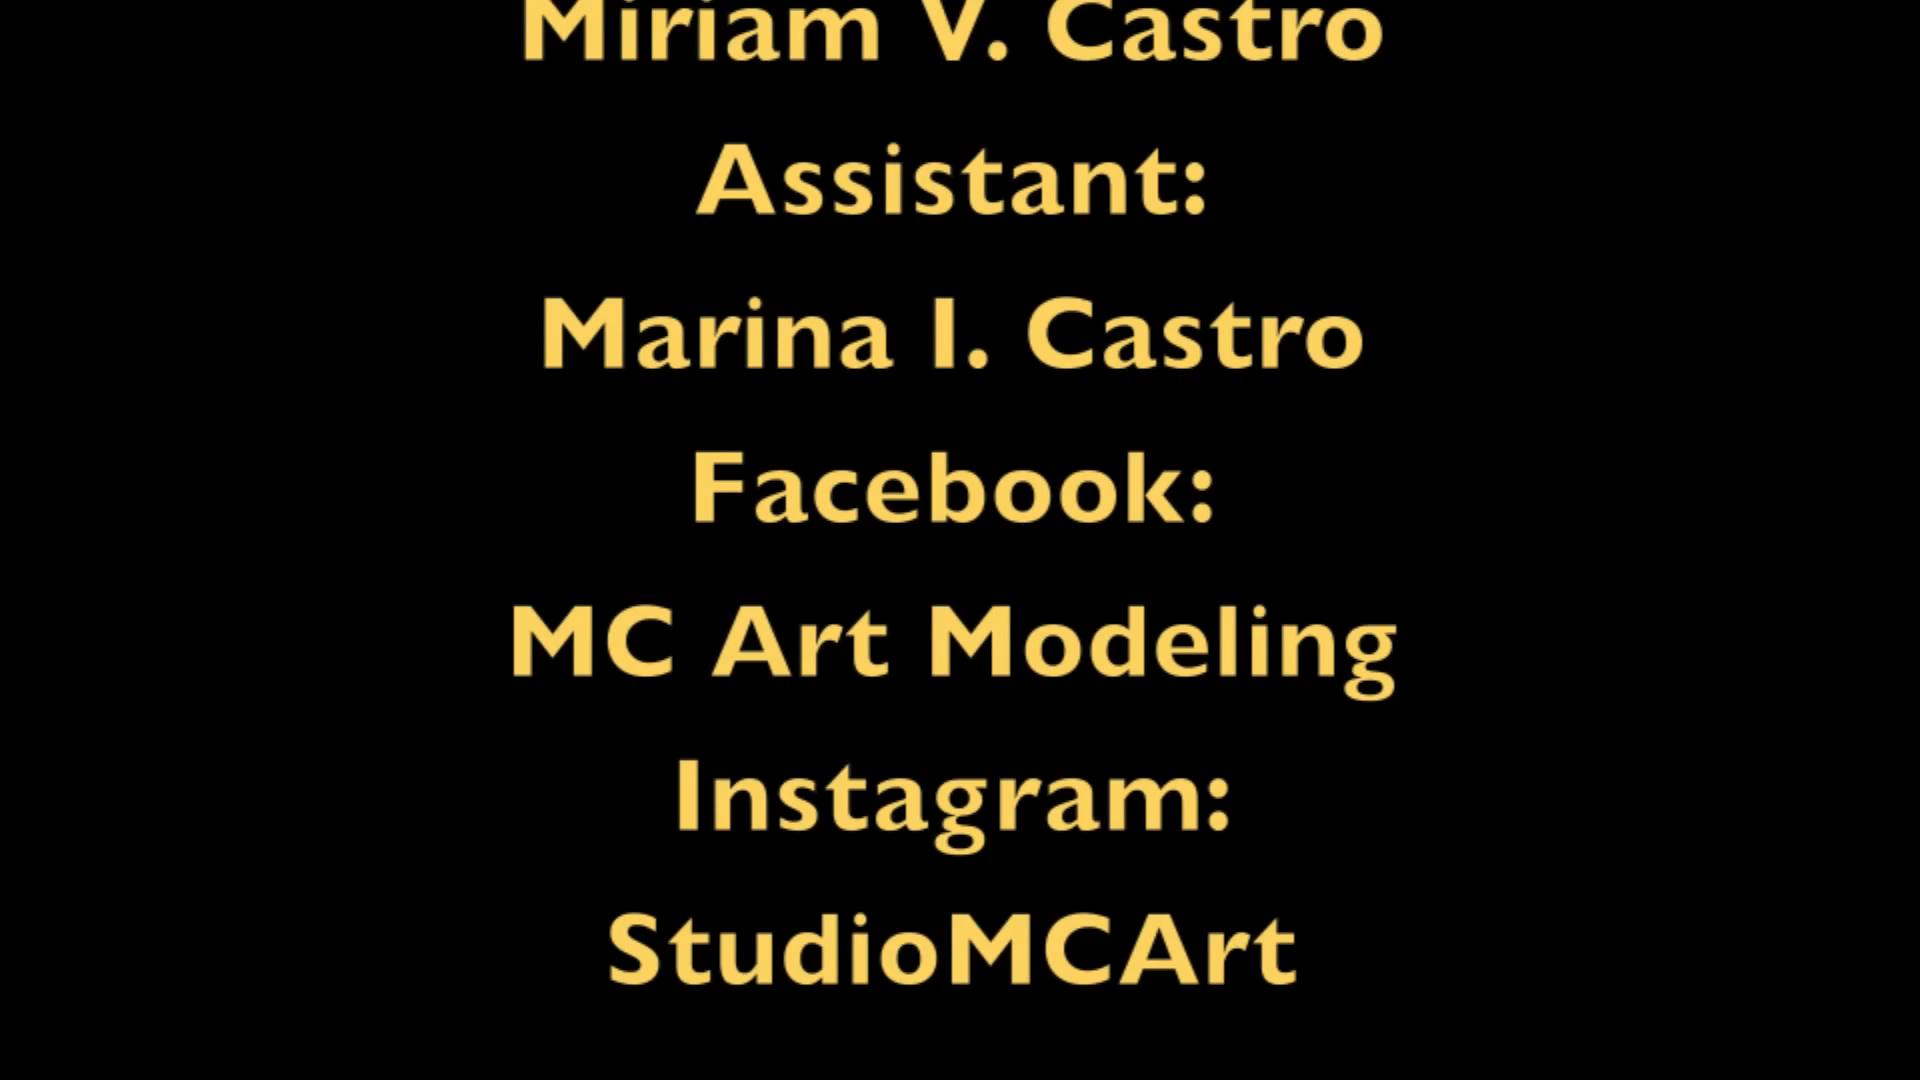 Miriam V. Castro
Assistant:
Marina I. Castro
Facebook:
MC Art Modeling
Instagram:
StudioMCArt